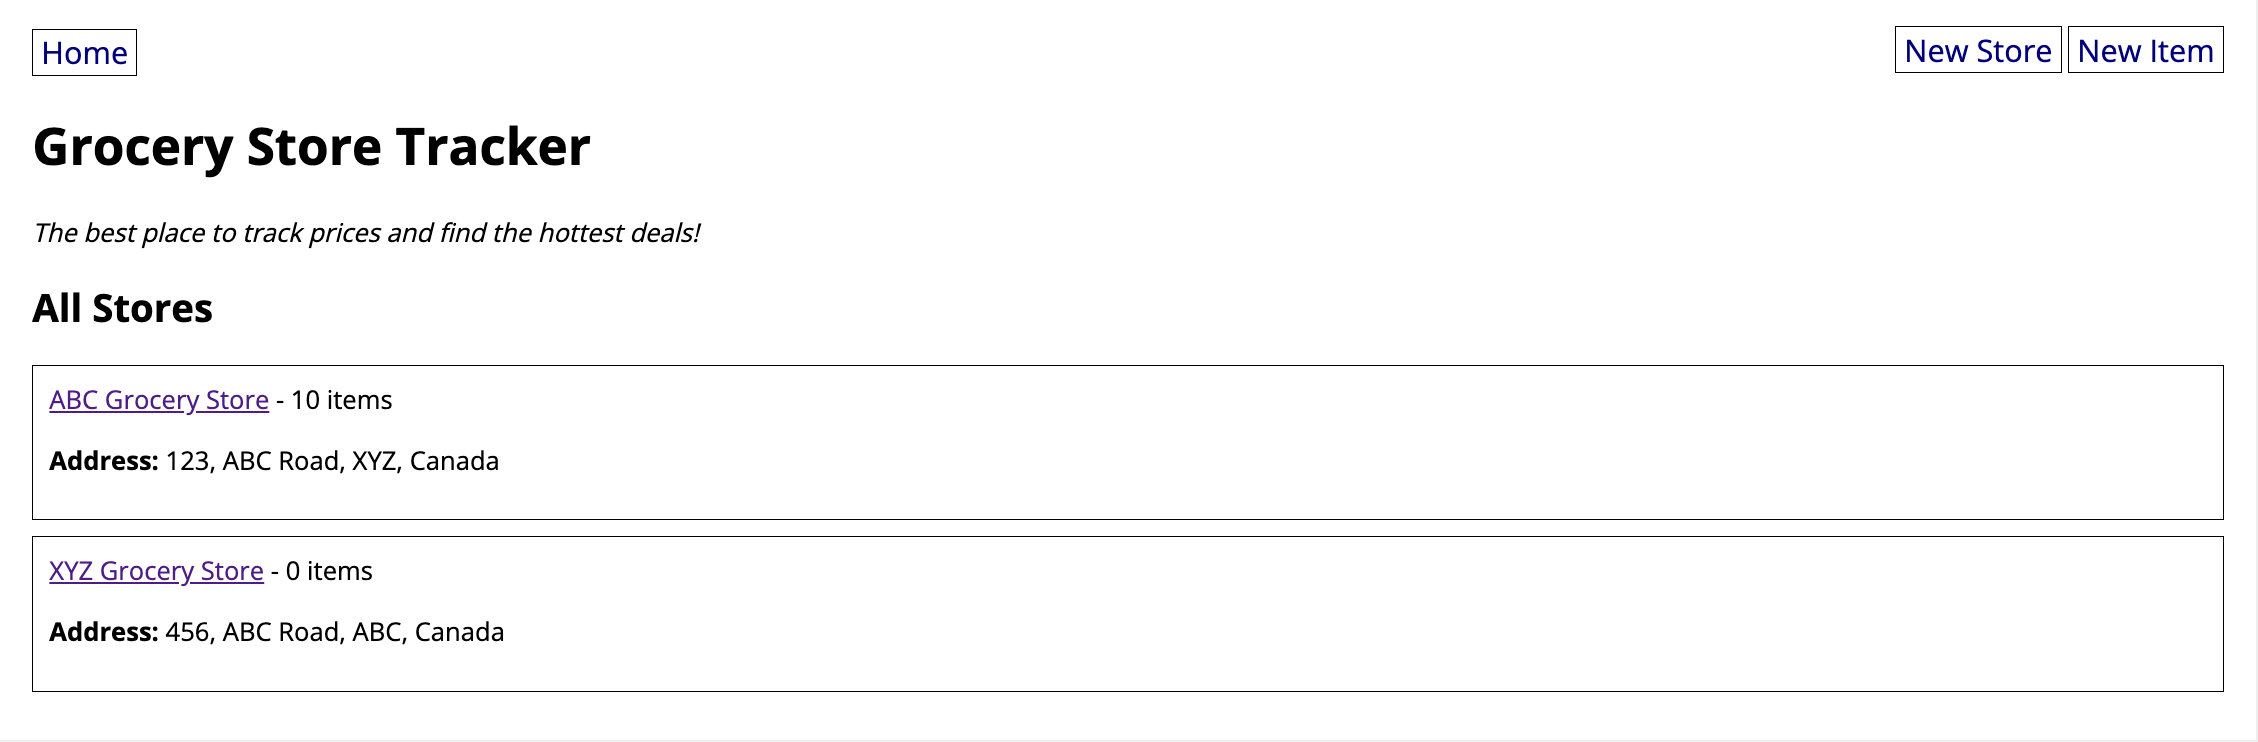 Home
New Store New Item
Grocery Store Tracker
The best place to track prices and find the hottest deals!
All Stores
ABC Grocery Store - 10 items
Address: 123, ABC Road, XYZ, Canada
XYZ Grocery Store - 0 items
Address: 456, ABC Road, ABC, Canada